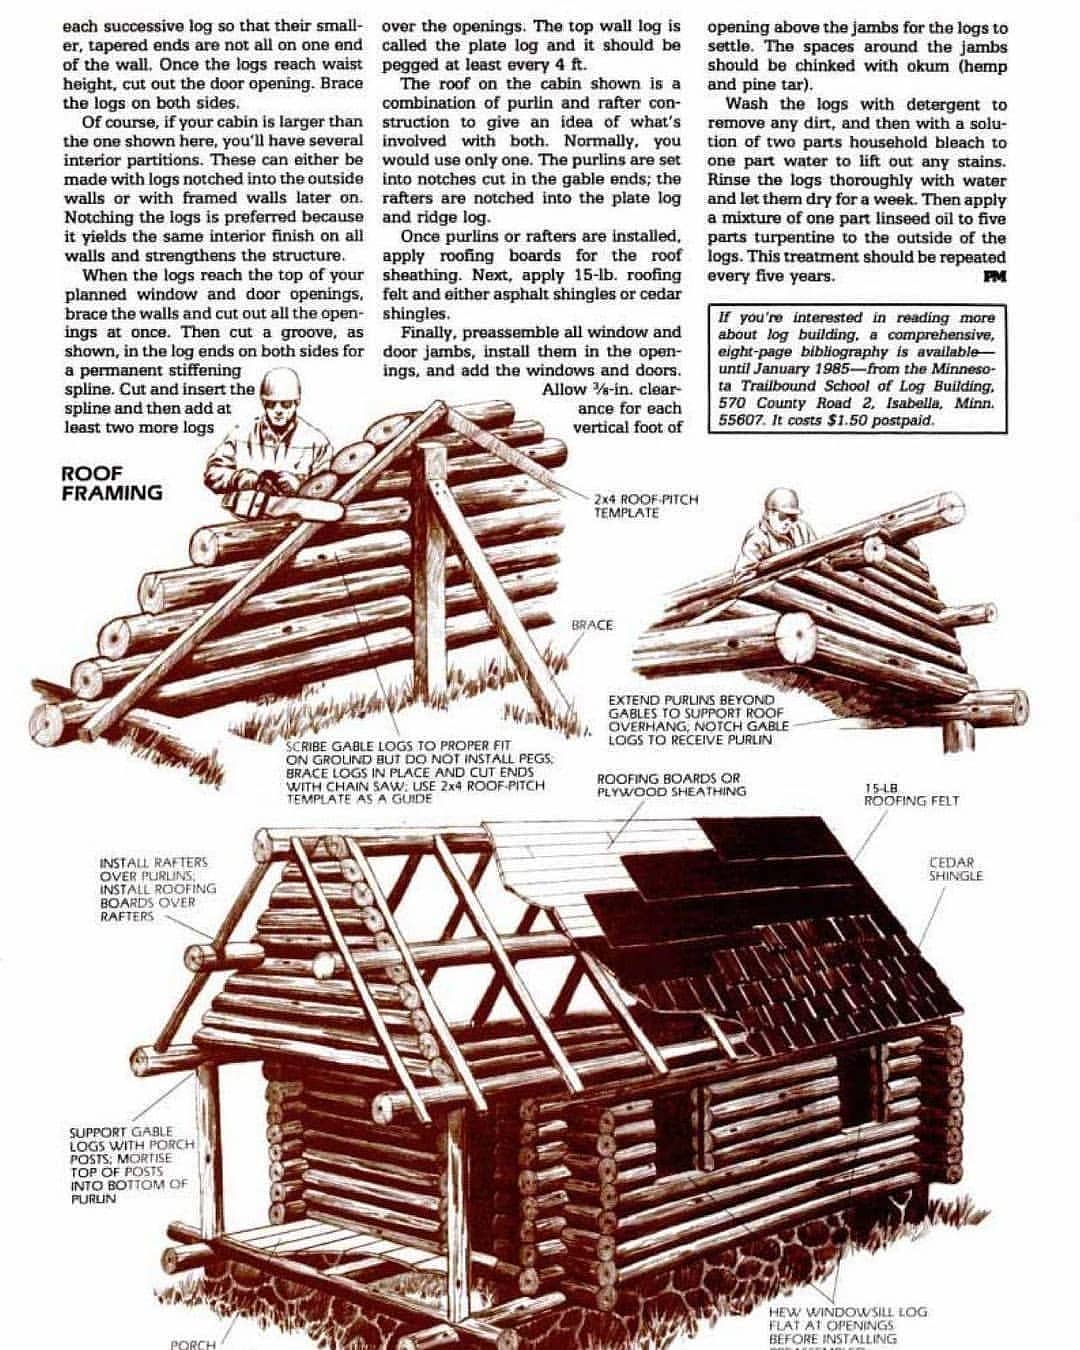 each successive log so that their small-
er, tapered ends are not all on one end
of the wall. Once the logs reach waist
height, cut out the door opening. Brace
the logs on both sides.
Of course, if your cabin is larger than
the one shown here, you'll have several
interior partitions. These can either be
made with logs notched into the outside
walls or with framed walls later on.
Notching the logs is preferred because
it yields the same interior finish on all
walls and strengthens the structure.
When the logs reach the top of your
planned window and door openings,
brace the walls and cut out all the open-
ings at once. Then cut a groove, as
shown, in the log ends on both sides for
a permanent stiffening
spline. Cut and insert the
spline and then add at
least two more logs
over the openings. The top wall log is
called the plate log and it should be
pegged at least every 4 ft.
The roof on the cabin shown is a
combination of purlin and rafter con-
struction to give an idea of what's
involved with both. Normally, you
would use only one. The purlins are set
into notches cut in the gable ends; the
rafters are notched into the plate log
and ridge log.
Once purlins or rafters are installed,
apply roofing boards for the roof
sheathing. Next, apply 15-lb. roofing
felt and either asphalt shingles or cedar
shingles.
Finally, preassemble all window and
door jambs, install them in the open-
ings, and add the windows and doors.
Allow ⅜-in. clear-
ance for each
vertical foot of
opening above the jambs for the logs to
settle. The spaces around the jambs
should be chinked with okum (hemp
and pine tar).
Wash the logs with detergent to
remove any dirt, and then with a solu-
tion of two parts household bleach to
one part water to lift out any stains.
Rinse the logs thoroughly with water
and let them dry for a week. Then apply
a mixture of one part linseed oil to five
parts turpentine to the outside of the
logs. This treatment should be repeated
every five years. PM
If you're interested in reading more
about log building, a comprehensive,
eight-page bibliography is available—
until January 1985—from the Minneso-
ta Trailbound School of Log Building,
570 County Road 2, Isabella, Minn.
55607. It costs $1.50 postpaid.
ROOF
FRAMING
2x4 ROOF-PITCH
TEMPLATE
BRACE
SCRIBE GABLE LOGS TO PROPER FIT
ON GROUND BUT DO NOT INSTALL PEGS;
BRACE LOGS IN PLACE AND CUT ENDS
WITH CHAIN SAW; USE 2x4 ROOF-PITCH
TEMPLATE AS A GUIDE
EXTEND PURLINS BEYOND
GABLES TO SUPPORT ROOF
OVERHANG; NOTCH GABLE
LOGS TO RECEIVE PURLIN
ROOFING BOARDS OR
PLYWOOD SHEATHING
15-LB.
ROOFING FELT
CEDAR
SHINGLE
INSTALL RAFTERS
OVER PURLINS;
INSTALL ROOFING
BOARDS OVER
RAFTERS
SUPPORT GABLE
LOGS WITH PORCH
POSTS; MORTISE
TOP OF POSTS
INTO BOTTOM OF
PURLIN
PORCH
HEW WINDOWSILL LOG
FLAT AT OPENINGS
BEFORE INSTALLING